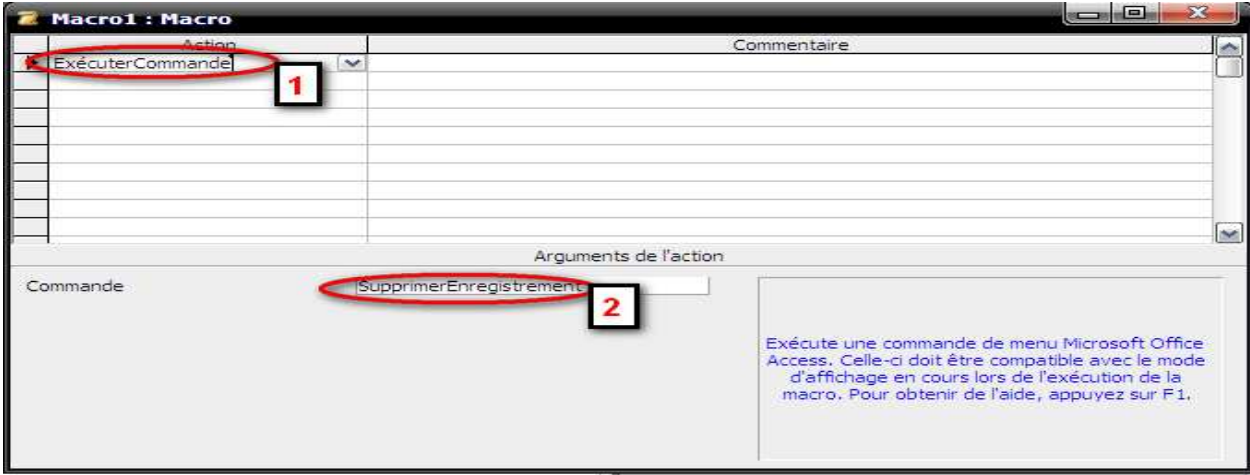 Macro1 : Macro
Action Commentaire
ExécuterCommande
1
Arguments de l'action
Commande SupprimerEnregistrement
2
Exécute une commande de menu Microsoft Office
Access. Celle-ci doit être compatible avec le mode
d'affichage en cours lors de l'exécution de la
macro. Pour obtenir de l'aide, appuyez sur F1.